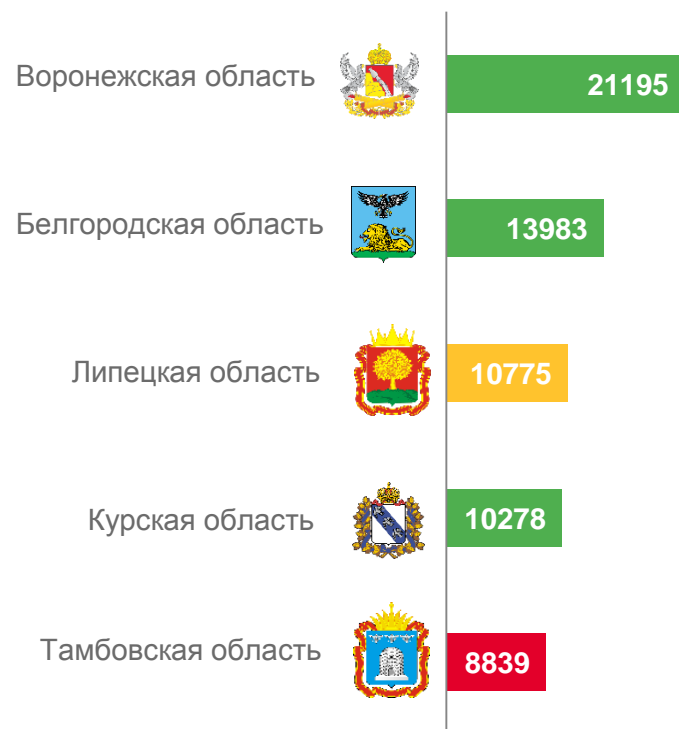 Воронежская область
21195
Белгородская область
13983
Липецкая область
10775
Курская область
10278
Тамбовская область
8839